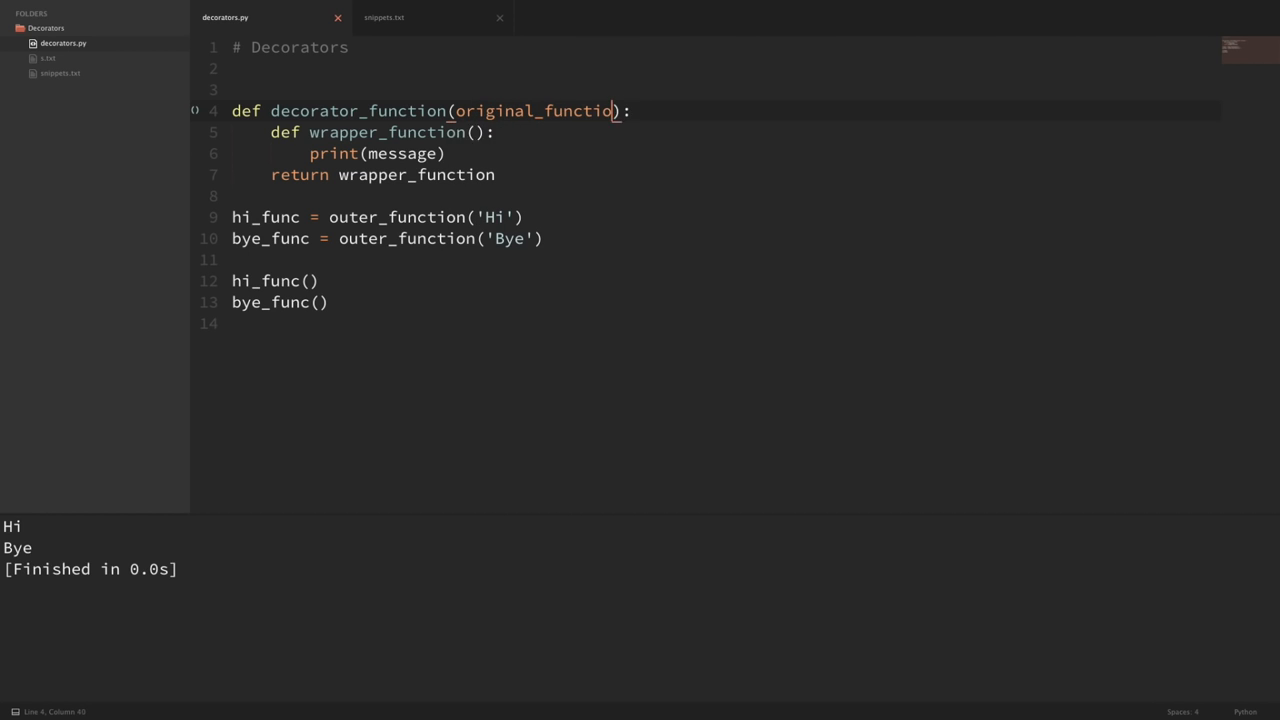 FOLDERS
Decorators
decorators.py
s.txt
snippets.txt
decorators.py
snippets.txt
1 # Decorators
2
3
4 def decorator_function(original_functio):
5     def wrapper_function():
6         print(message)
7     return wrapper_function
8
9 hi_func = outer_function('Hi')
10 bye_func = outer_function('Bye')
11
12 hi_func()
13 bye_func()
14
Hi
Bye
[Finished in 0.0s]
Line 4, Column 40
Spaces: 4
Python